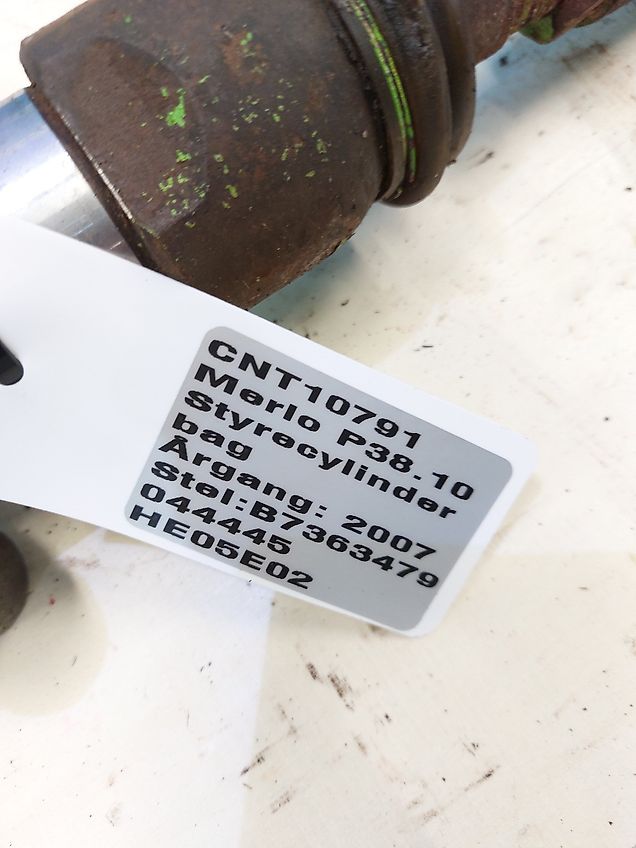 CNT10791
Merlo P38.10
Styrecylinder
bag
Årgang: 2007
Stel:B7363479
044445
HE05E02